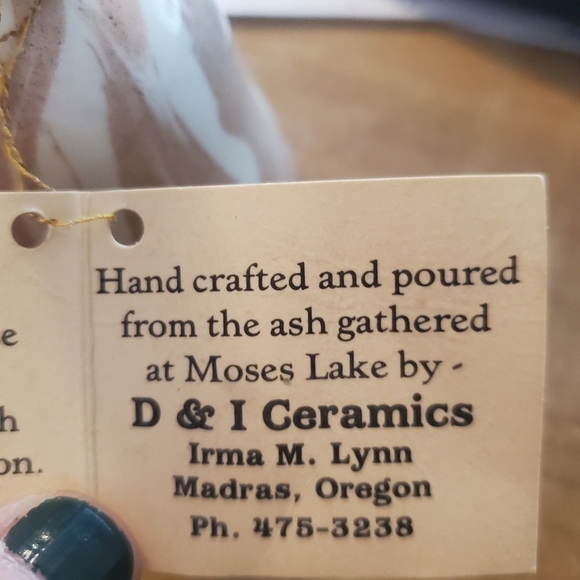 Hand crafted and poured
from the ash gathered
at Moses Lake by -
D & I Ceramics
Irma M. Lynn
Madras, Oregon
Ph. 475-3238